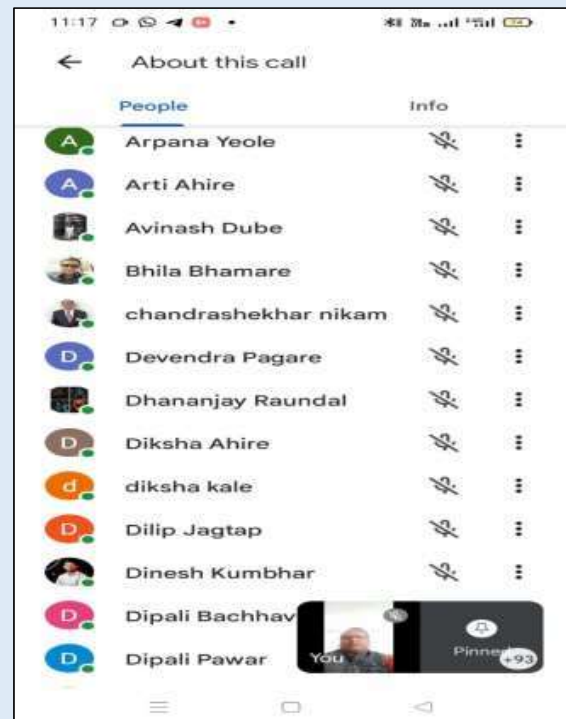 11:17
About this call
People Info
A Arpana Yeole
A Arti Ahire
Avinash Dube
Bhila Bhamare
chandrashekhar nikam
D Devendra Pagare
Dhananjay Raundal
D Diksha Ahire
d diksha kale
D Dilip Jagtap
Dinesh Kumbhar
D Dipali Bachhav
D Dipali Pawar
You
+93